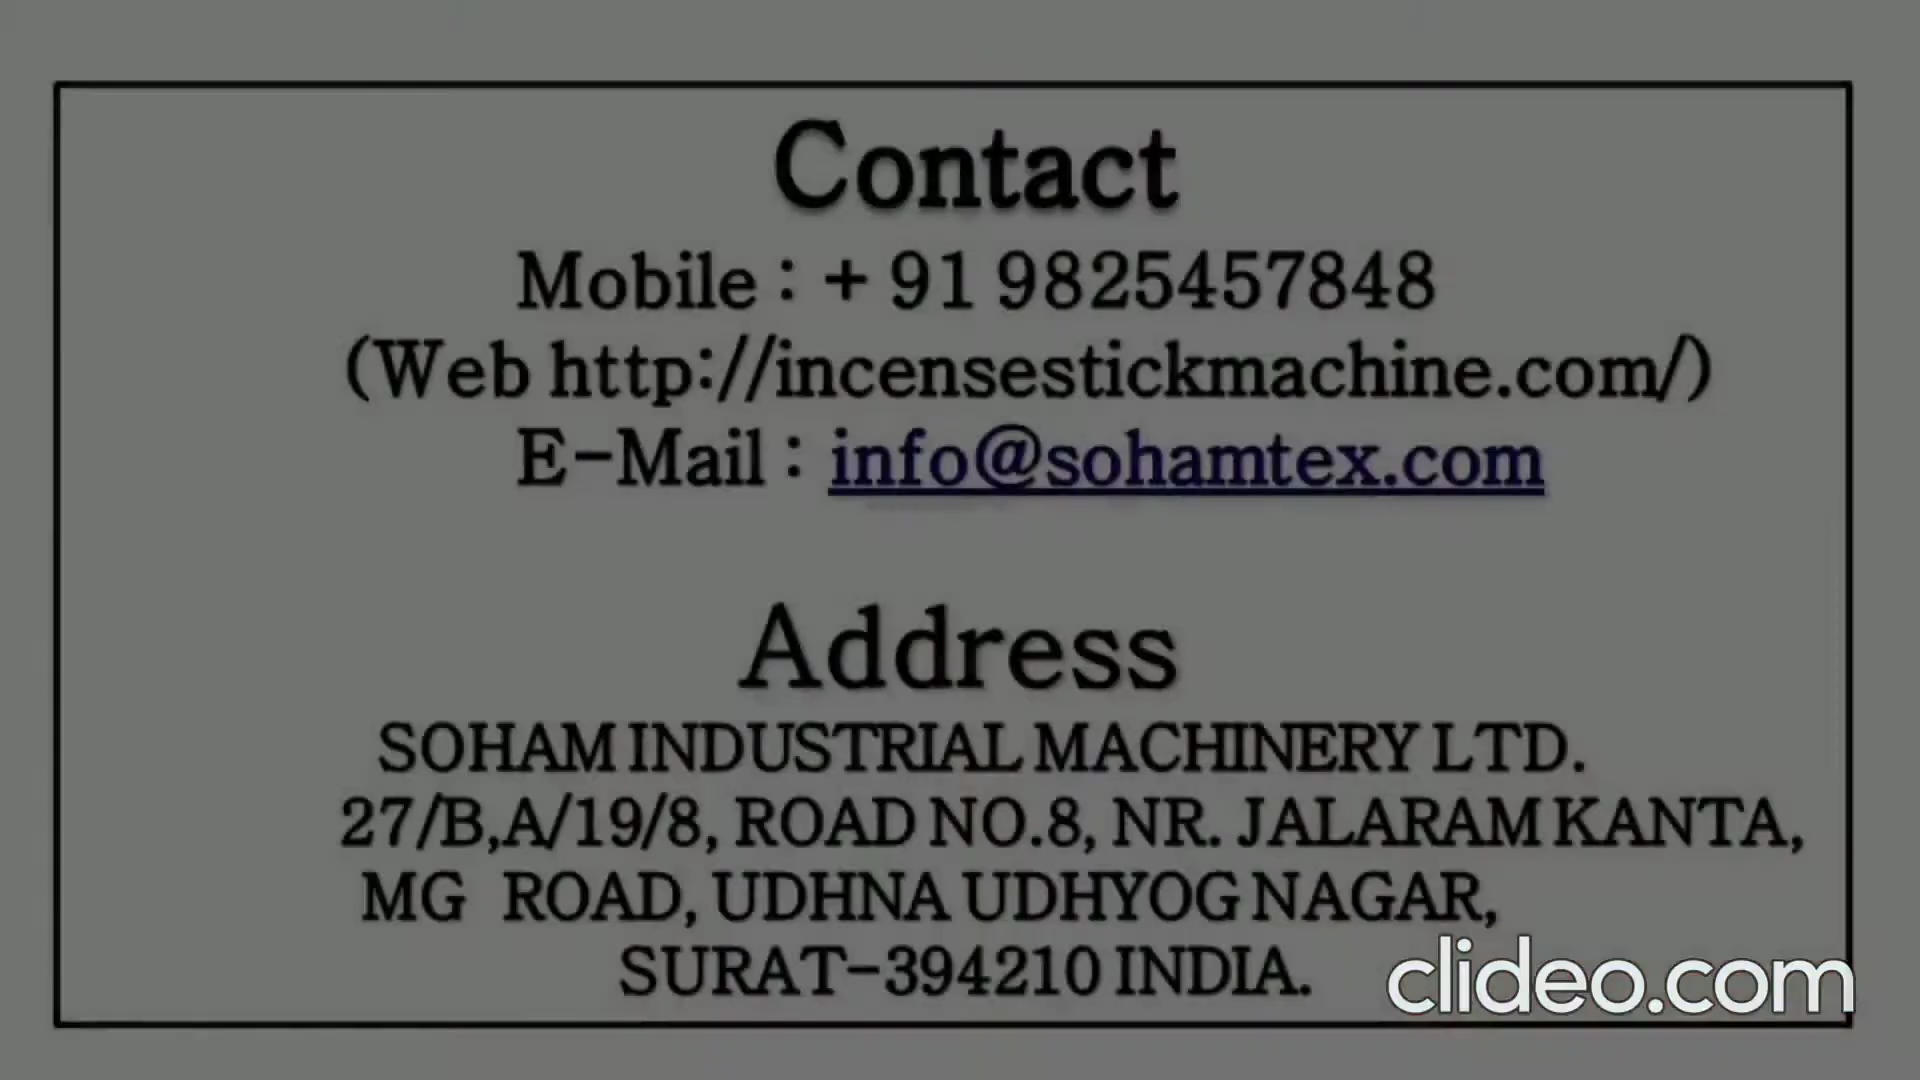 Contact
Mobile : + 91 9825457848
(Web http://incensestickmachine.com/)
E-Mail : info@sohamtex.com
Address
SOHAM INDUSTRIAL MACHINERY LTD.
27/B,A/19/8, ROAD NO.8, NR. JALARAM KANTA,
MG ROAD, UDHNA UDHYOG NAGAR,
SURAT-394210 INDIA.
clideo.com